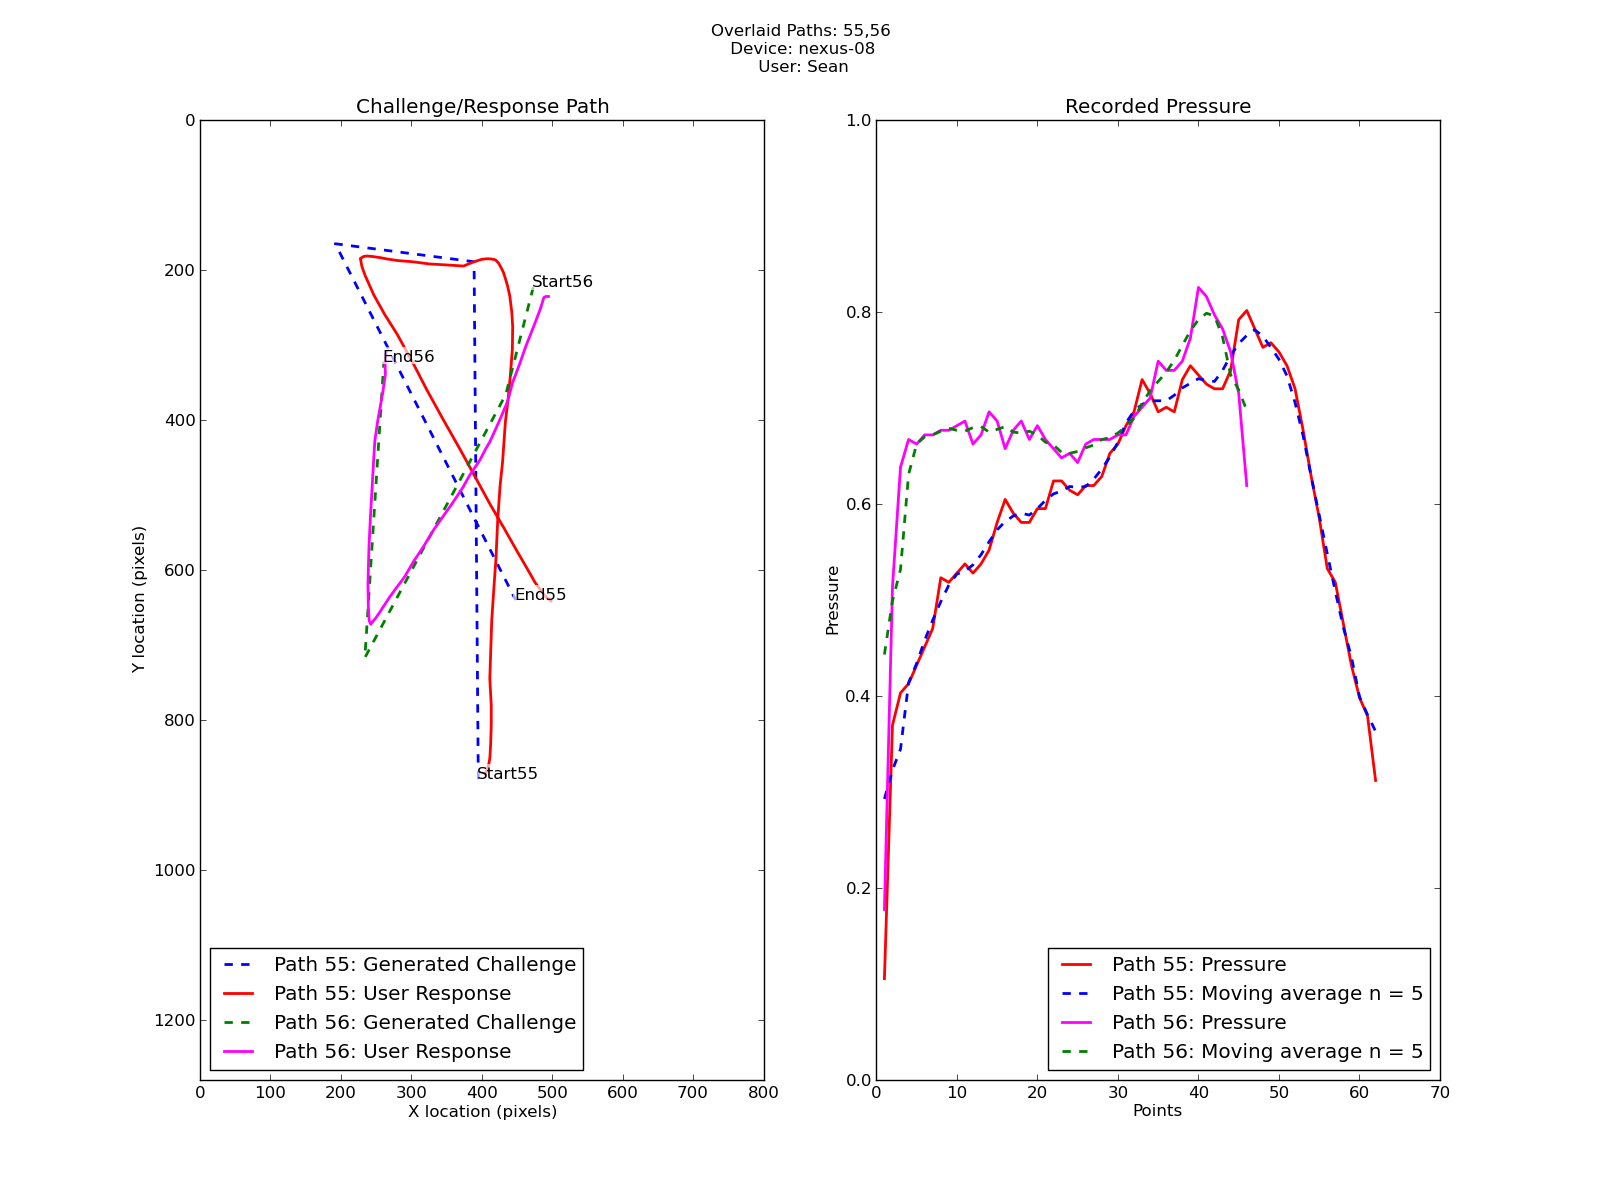 Overlaid Paths: 55,56
Device: nexus-08
User: Sean
Challenge/Response Path
0
200
400
600
800
1000
1200
Y location (pixels)
Start56
End56
End55
Start55
Path 55: Generated Challenge
Path 55: User Response
Path 56: Generated Challenge
Path 56: User Response
0 100 200 300 400 500 600 700 800
X location (pixels)
Recorded Pressure
1.0
0.8
0.6
0.4
0.2
0.0
Pressure
Path 55: Pressure
Path 55: Moving average n = 5
Path 56: Pressure
Path 56: Moving average n = 5
0 10 20 30 40 50 60 70
Points